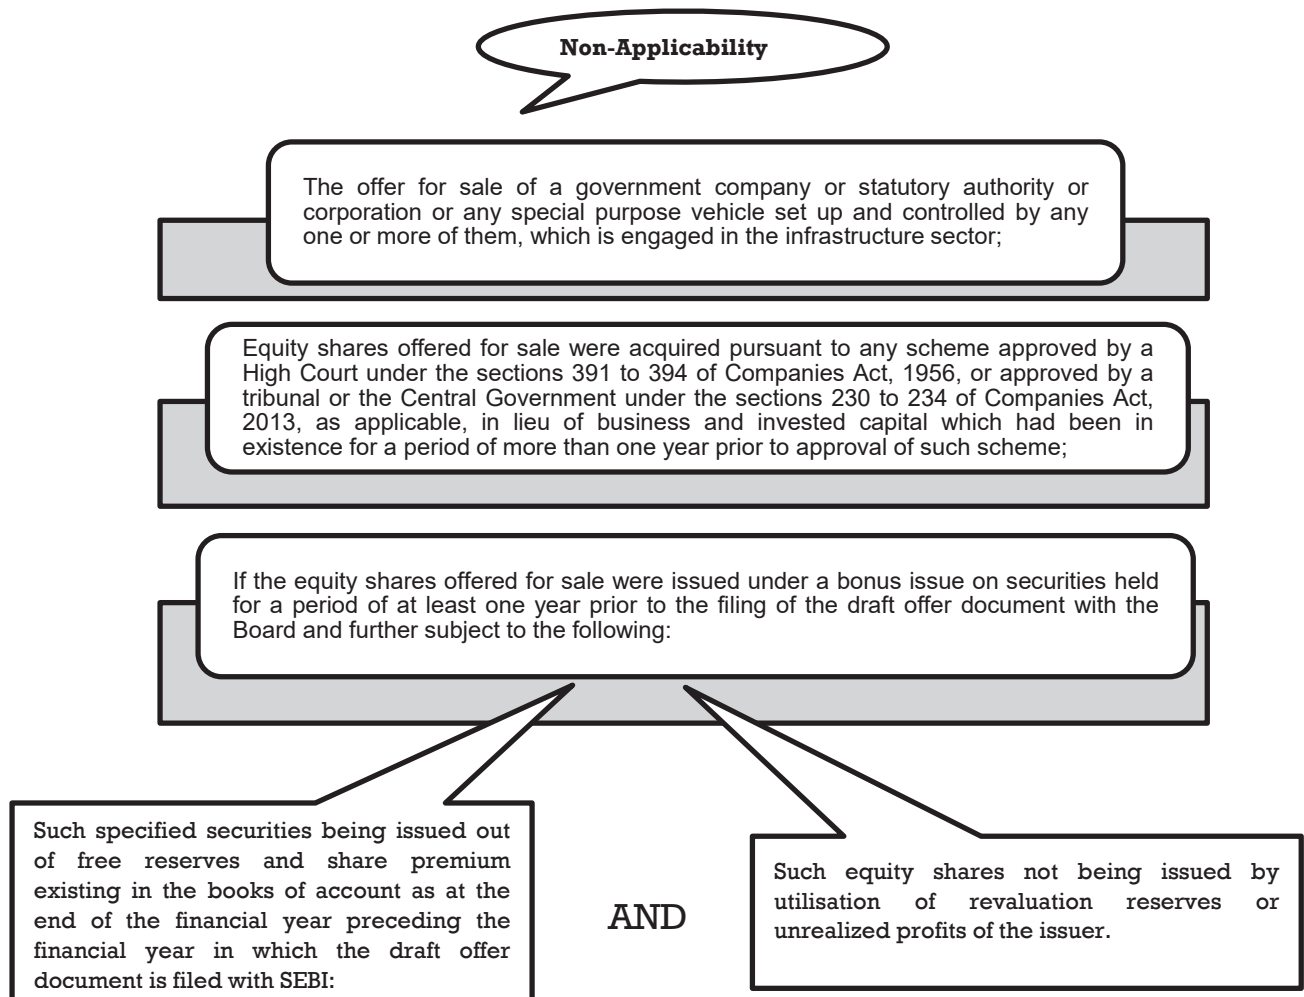 Non-Applicability
The offer for sale of a government company or statutory authority or
corporation or any special purpose vehicle set up and controlled by any
one or more of them, which is engaged in the infrastructure sector;
Equity shares offered for sale were acquired pursuant to any scheme approved by a
High Court under the sections 391 to 394 of Companies Act, 1956, or approved by a
tribunal or the Central Government under the sections 230 to 234 of Companies Act,
2013, as applicable, in lieu of business and invested capital which had been in
existence for a period of more than one year prior to approval of such scheme;
If the equity shares offered for sale were issued under a bonus issue on securities held
for a period of at least one year prior to the filing of the draft offer document with the
Board and further subject to the following:
Such specified securities being issued out
of free reserves and share premium
existing in the books of account as at the
end of the financial year preceding the
financial year in which the draft offer
document is filed with SEBI:
AND
Such equity shares not being issued by
utilisation of revaluation reserves or
unrealized profits of the issuer.